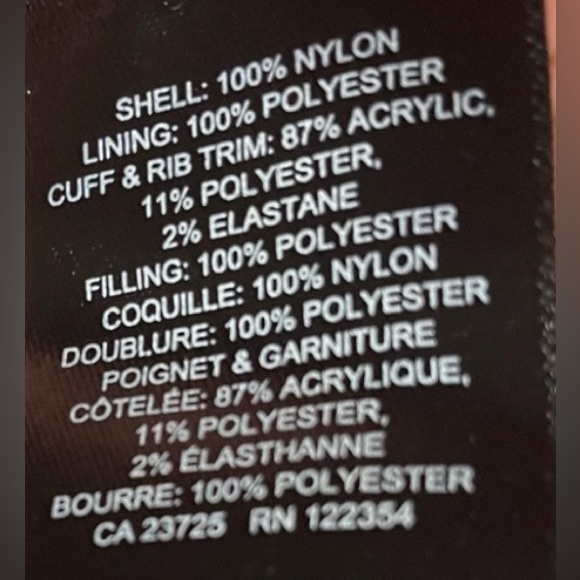 SHELL: 100% NYLON
LINING: 100% POLYESTER
CUFF & RIB TRIM: 87% ACRYLIC,
11% POLYESTER,
2% ELASTANE
FILLING: 100% POLYESTER
COQUILLE: 100% NYLON
DOUBLURE: 100% POLYESTER
POIGNET & GARNITURE
CÔTELÉE: 87% ACRYLIQUE,
11% POLYESTER,
2% ÉLASTHANNE
BOURRE: 100% POLYESTER
CA 23725 RN 122354